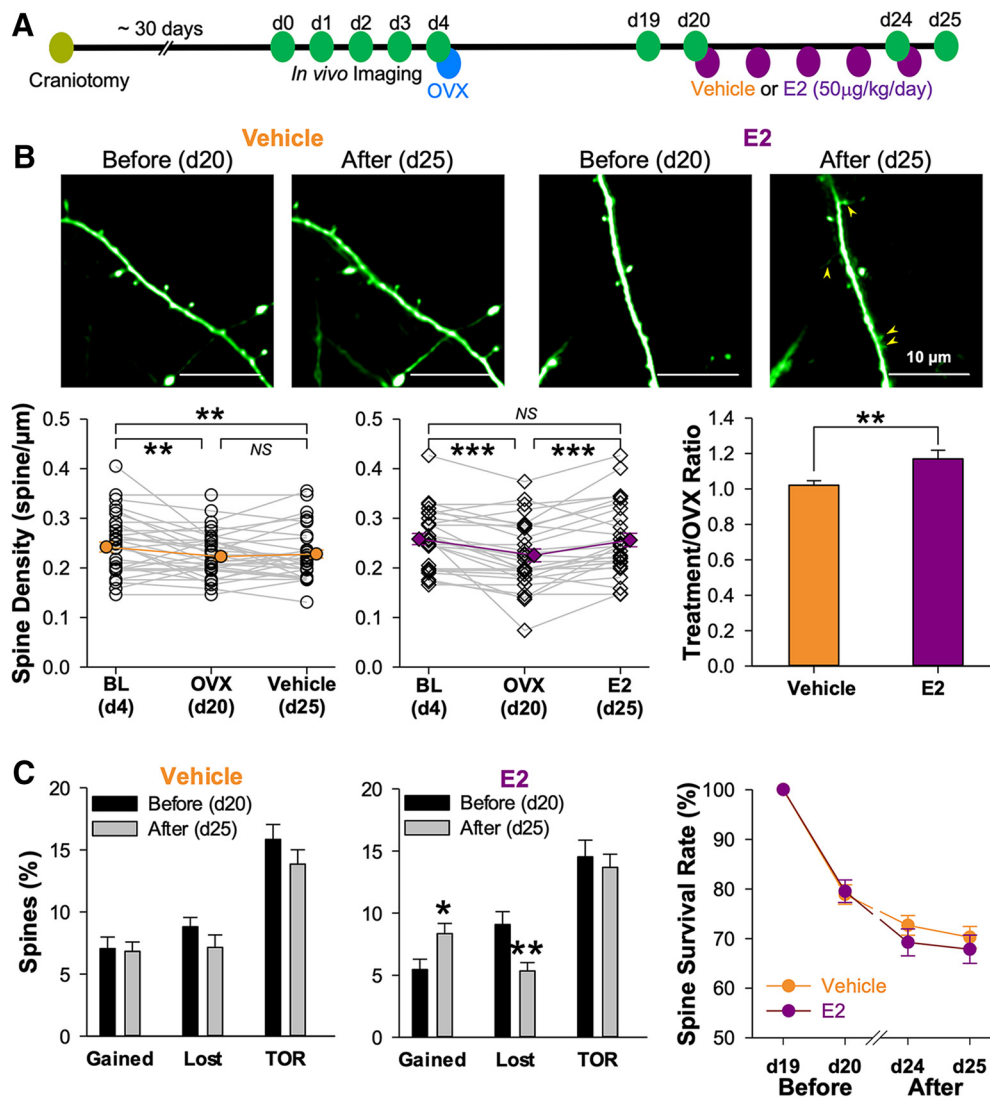 A
~ 30 days
d0 d1 d2 d3 d4 d19 d20 d24 d25
Craniotomy
In vivo Imaging
OVX
Vehicle or E2 (50µg/kg/day)
B
Vehicle
E2
Before (d20) After (d25) Before (d20) After (d25)
10 µm
Spine Density (spine/µm)
0.5
0.4
0.3
0.2
0.1
0.0
**
** NS
BL OVX Vehicle
(d4) (d20) (d25)
0.5
0.4
0.3
0.2
0.1
0.0
NS
*** ***
BL OVX E2
(d4) (d20) (d25)
Treatment/OVX Ratio
1.4
1.2
1.0
0.8
0.6
0.4
0.2
0.0
**
Vehicle E2
C
Vehicle
Spines (%)
20
15
10
5
0
Before (d20)
After (d25)
Gained Lost TOR
E2
20
15
10
5
0
Before (d20)
After (d25)
*
**
Gained Lost TOR
Spine Survival Rate (%)
100
90
80
70
60
50
Vehicle
E2
d19 d20 d24 d25
Before After